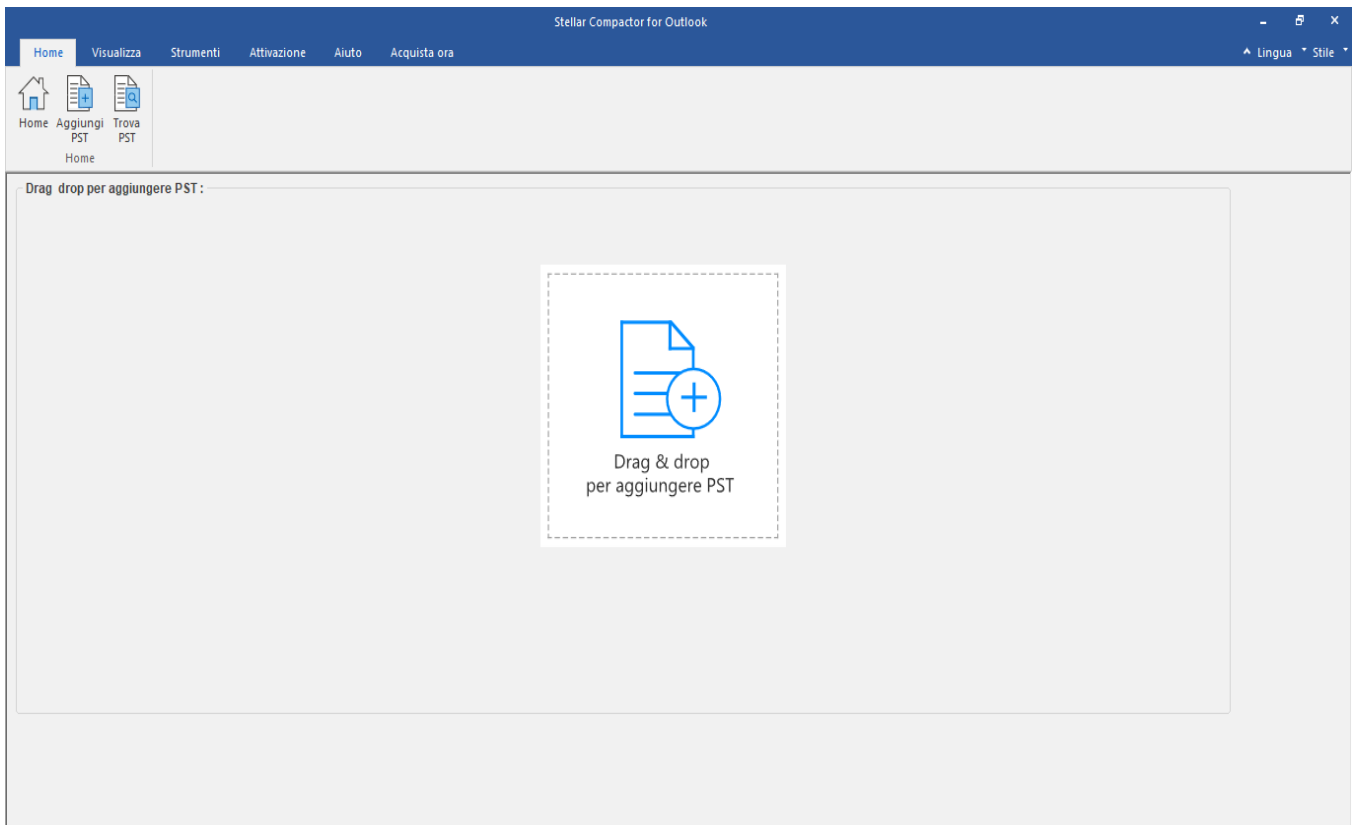 Stellar Compactor for Outlook
Home Visualizza Strumenti Attivazione Aiuto Acquista ora Lingua Stile
Home Aggiungi PST Trova PST
Home
Drag drop per aggiungere PST :
Drag & drop
per aggiungere PST